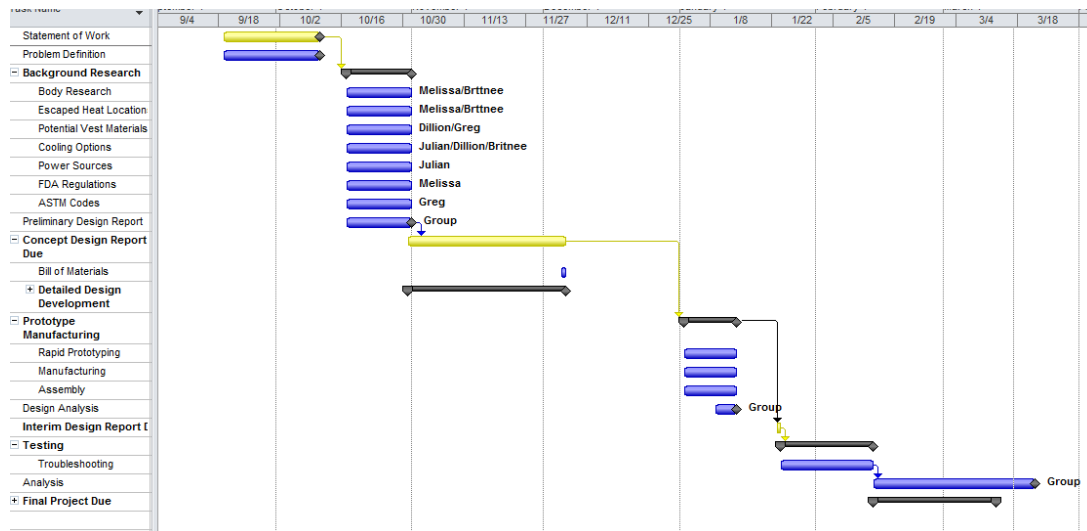 Task Name
9/4 9/18 10/2 10/16 10/30 11/13 11/27 12/11 12/25 1/8 1/22 2/5 2/19 3/4 3/18
Statement of Work
Problem Definition
Background Research
Body Research Melissa/Brttnee
Escaped Heat Location Melissa/Brttnee
Potential Vest Materials Dillion/Greg
Cooling Options Julian/Dillion/Britnee
Power Sources Julian
FDA Regulations Melissa
ASTM Codes Greg
Preliminary Design Report Group
Concept Design Report
Due
Bill of Materials
Detailed Design
Development
Prototype
Manufacturing
Rapid Prototyping
Manufacturing
Assembly
Design Analysis Group
Interim Design Report
Testing
Troubleshooting
Analysis Group
Final Project Due